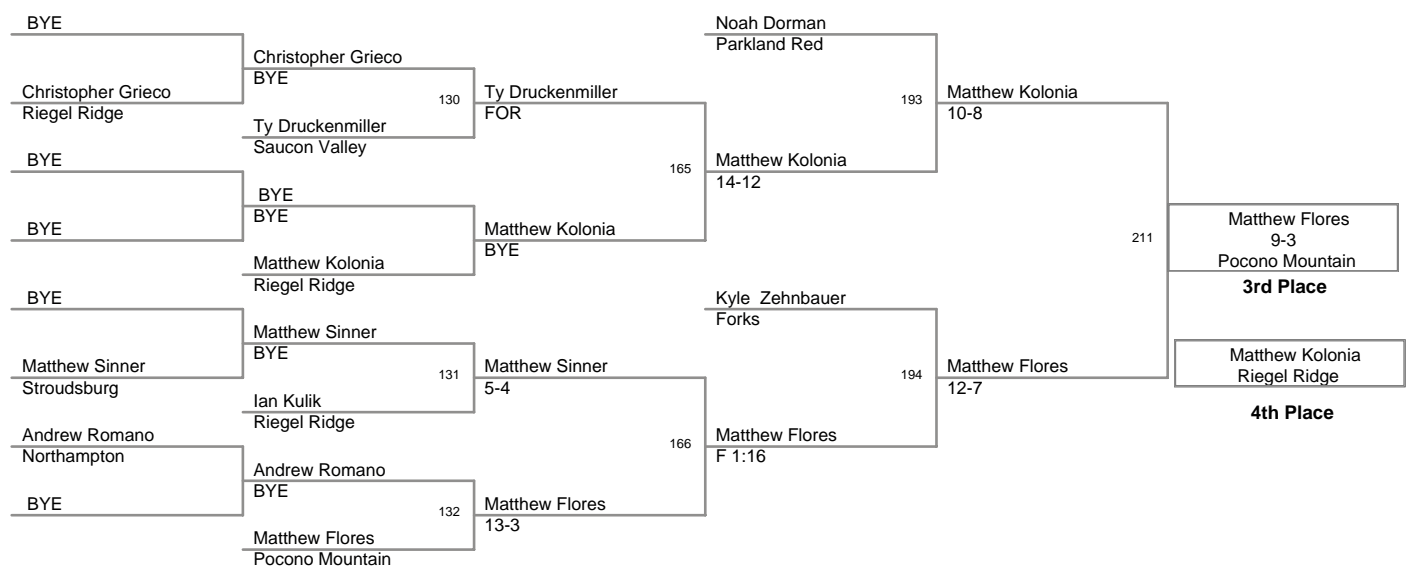 BYE
Christopher Grieco
Riegel Ridge
BYE
BYE
BYE
Matthew Sinner
Stroudsburg
Andrew Romano
Northampton
BYE
Christopher Grieco
BYE
130
Ty Druckenmiller
Saucon Valley
BYE
BYE
Matthew Kolonia
Riegel Ridge
Matthew Sinner
BYE
131
Ian Kulik
Riegel Ridge
Andrew Romano
BYE
132
Matthew Flores
Pocono Mountain
Ty Druckenmiller
FOR
165
Matthew Kolonia
BYE
Matthew Sinner
5-4
166
Matthew Flores
13-3
Noah Dorman
Parkland Red
193
Matthew Kolonia
14-12
Kyle Zehnbauer
Forks
194
Matthew Flores
F 1:16
Matthew Kolonia
10-8
211
Matthew Flores
12-7
Matthew Flores
9-3
Pocono Mountain
3rd Place
Matthew Kolonia
Riegel Ridge
4th Place